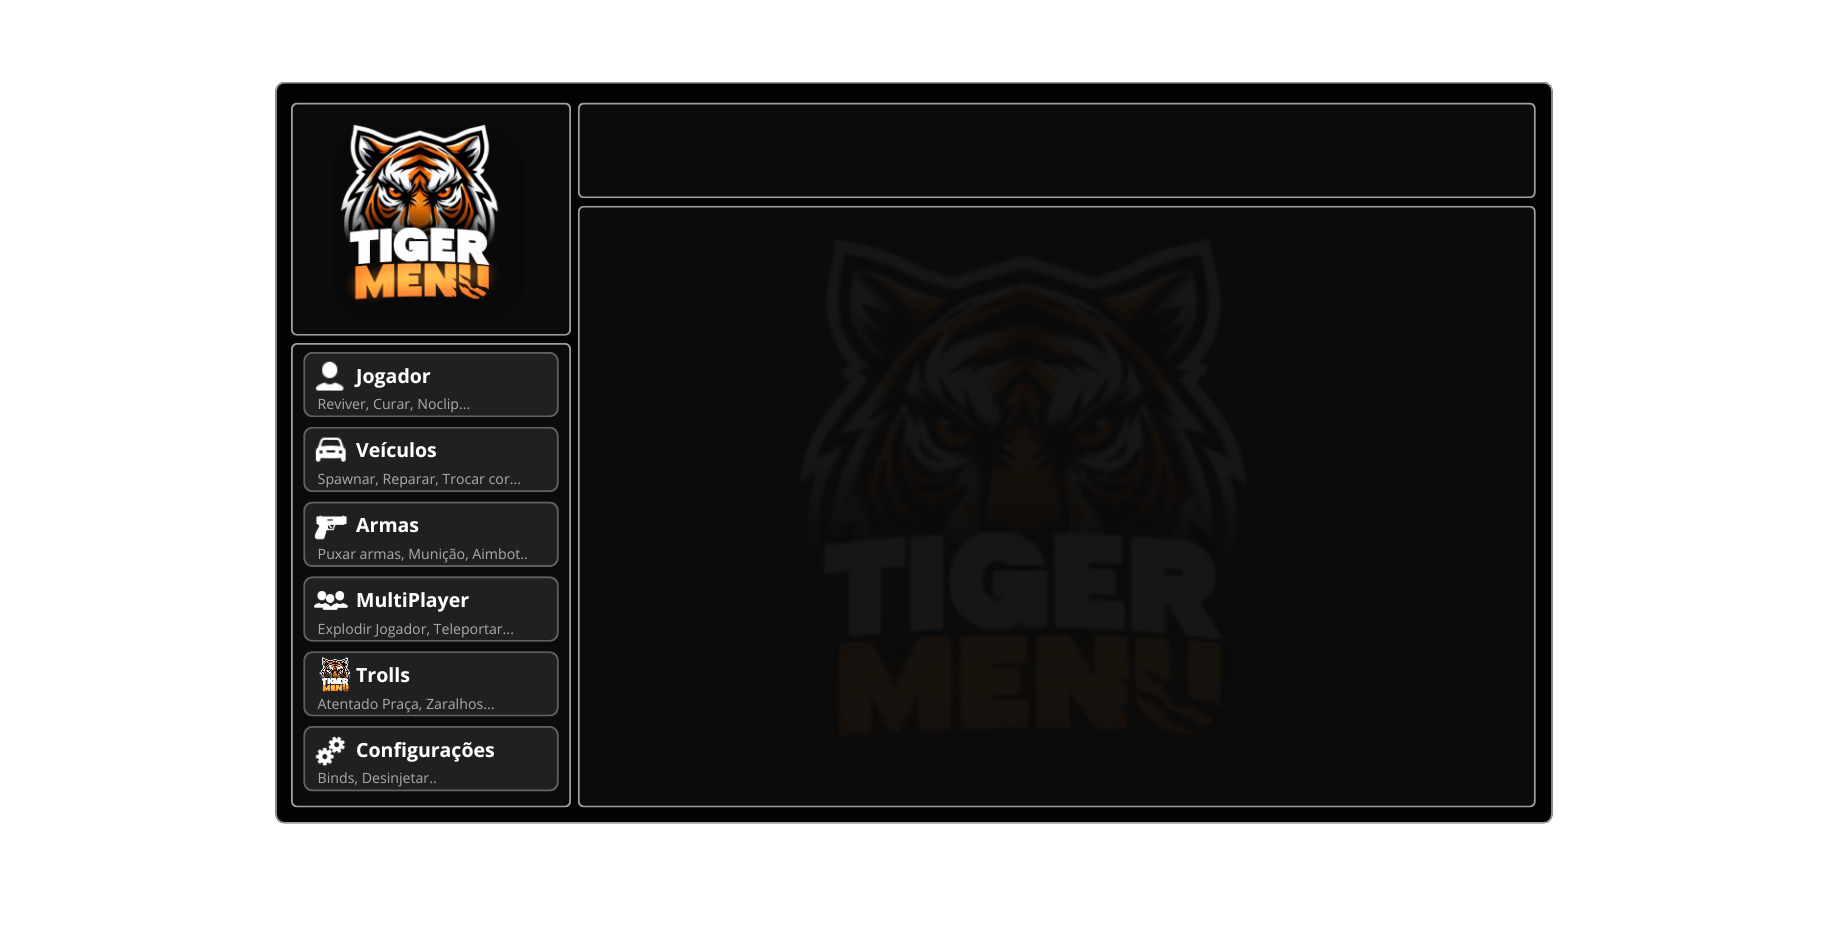 TIGER
MENU
Jogador
Reviver, Curar, Noclip...
Veículos
Spawnar, Reparar, Trocar cor...
Armas
Puxar armas, Munição, Aimbot..
MultiPlayer
Explodir Jogador, Teleportar...
TIGER
MENU
Trolls
Atentado Praça, Zaralhos...
Configurações
Binds, Desinjetar..
TIGER
MENU